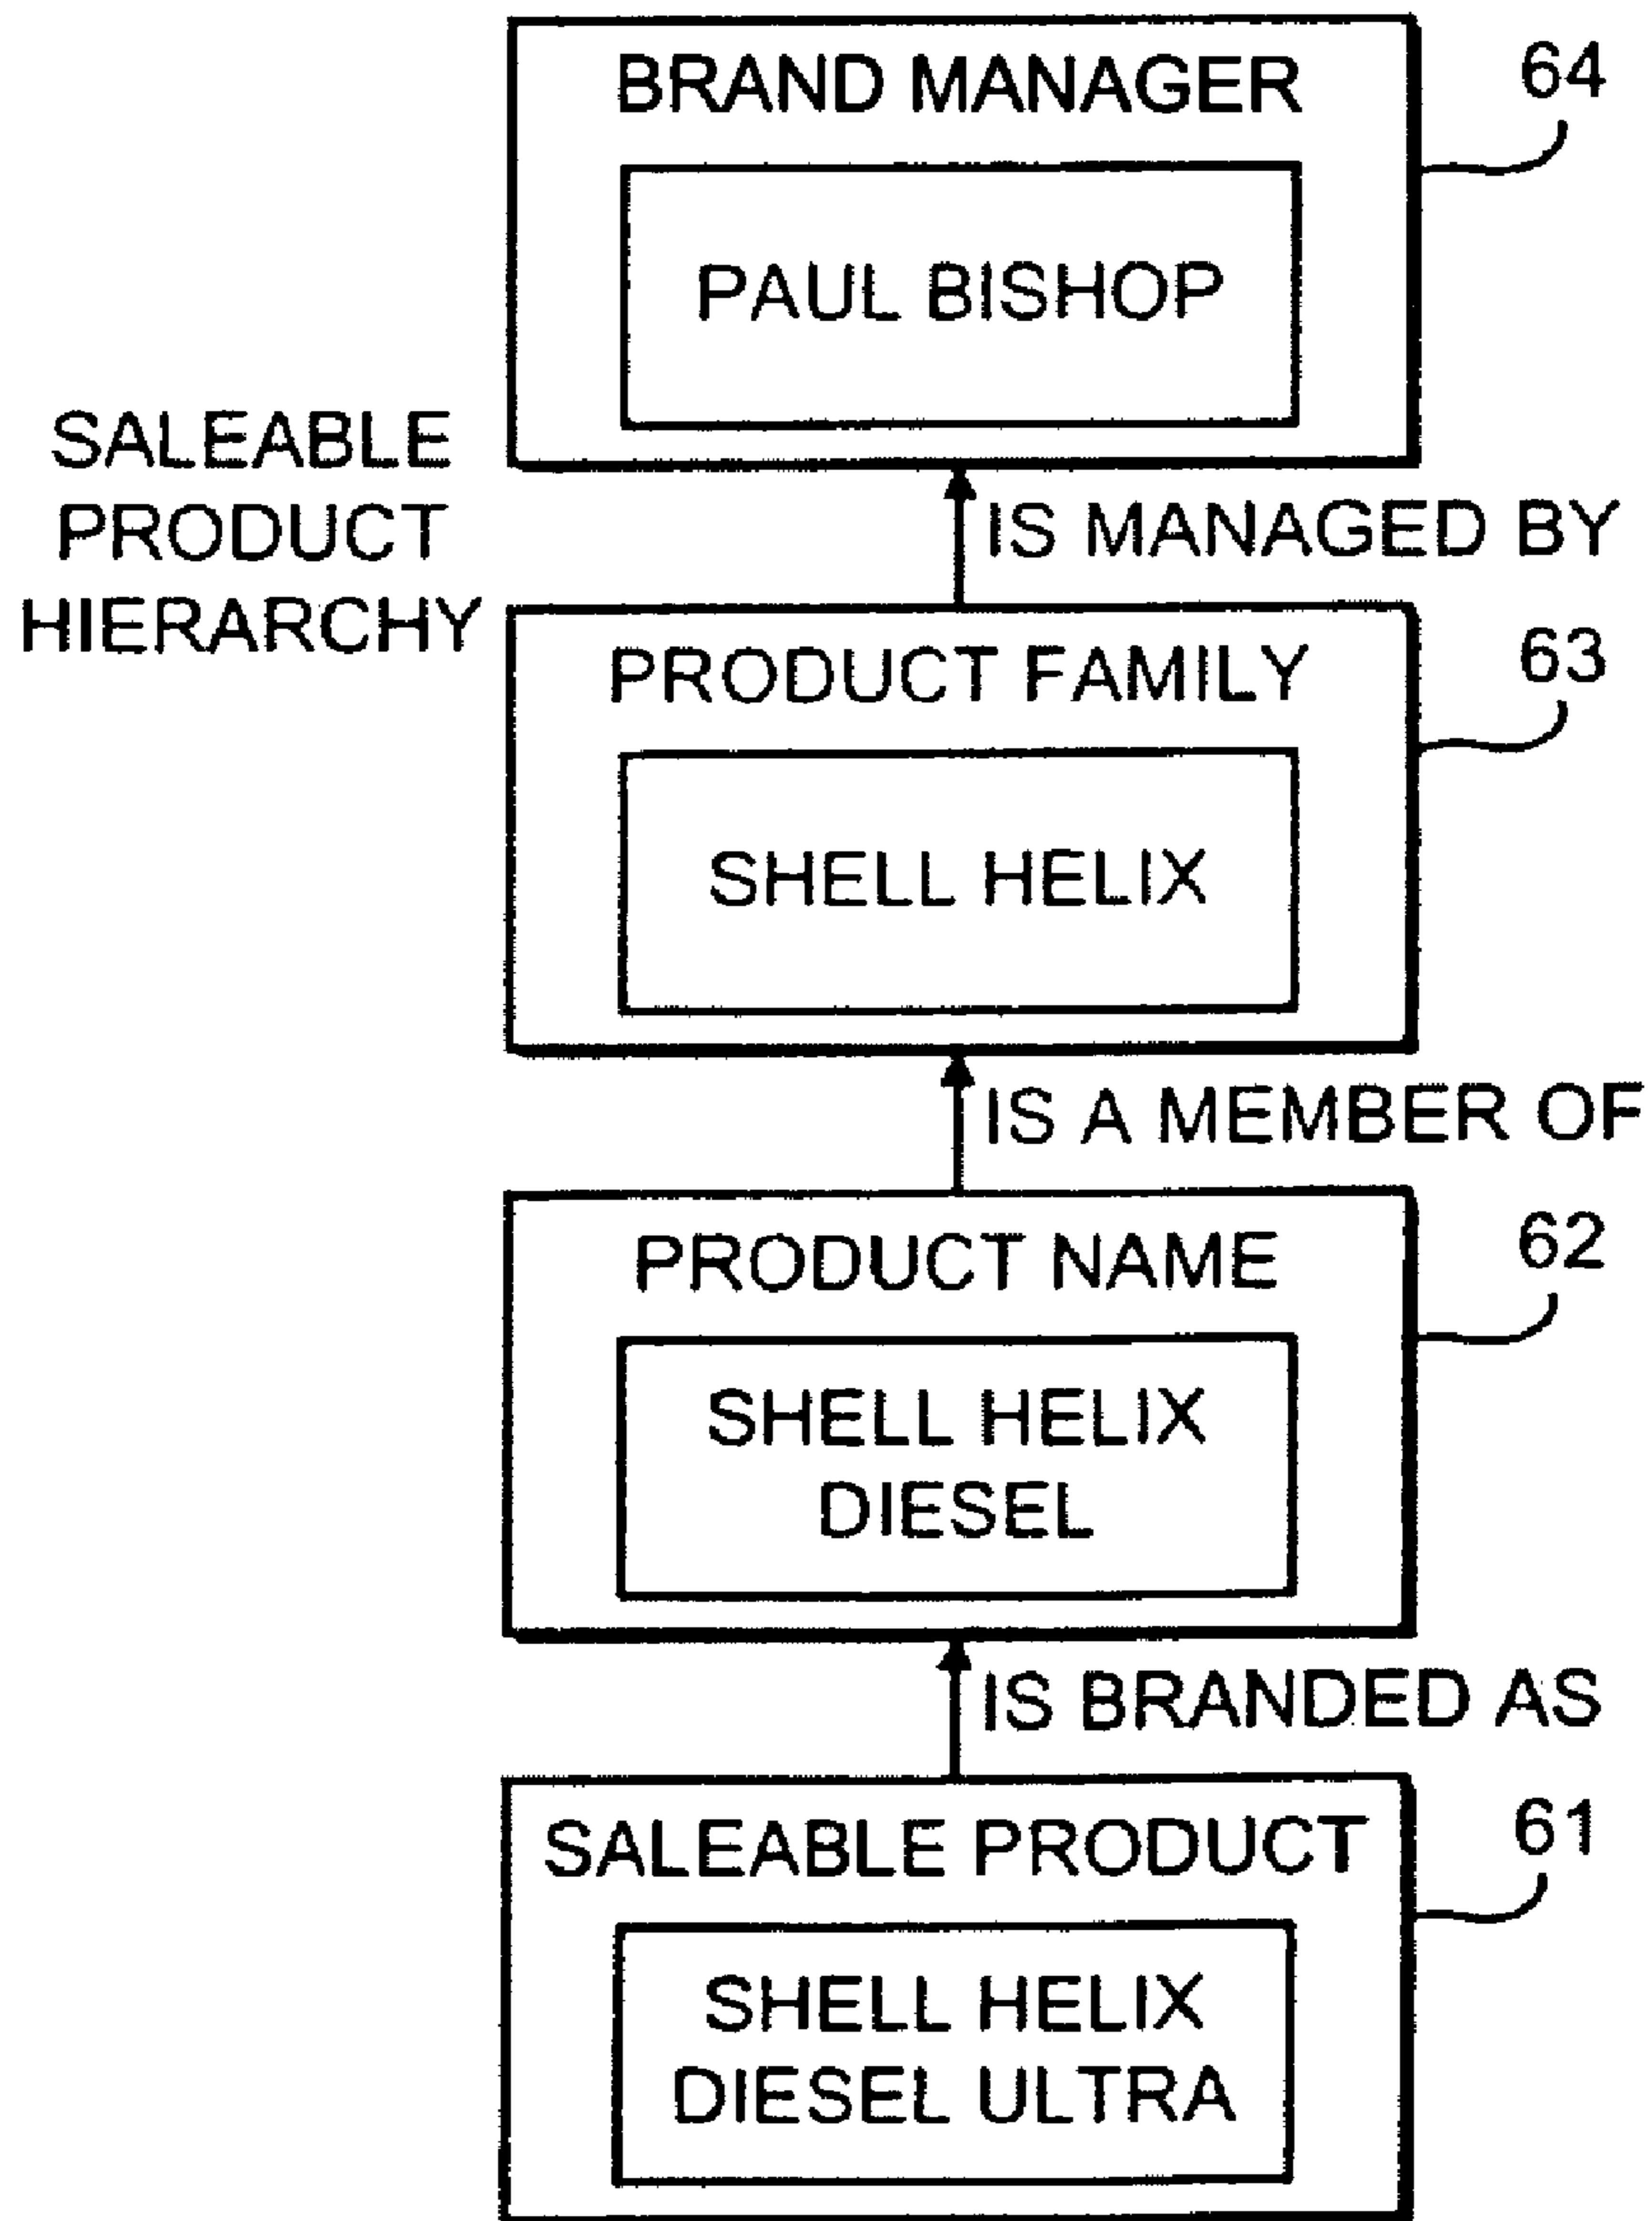 BRAND MANAGER
64
PAUL BISHOP
SALEABLE
PRODUCT
HIERARCHY
IS MANAGED BY
PRODUCT FAMILY
63
SHELL HELIX
IS A MEMBER OF
PRODUCT NAME
62
SHELL HELIX
DIESEL
IS BRANDED AS
SALEABLE PRODUCT
61
SHELL HELIX
DIESEL ULTRA